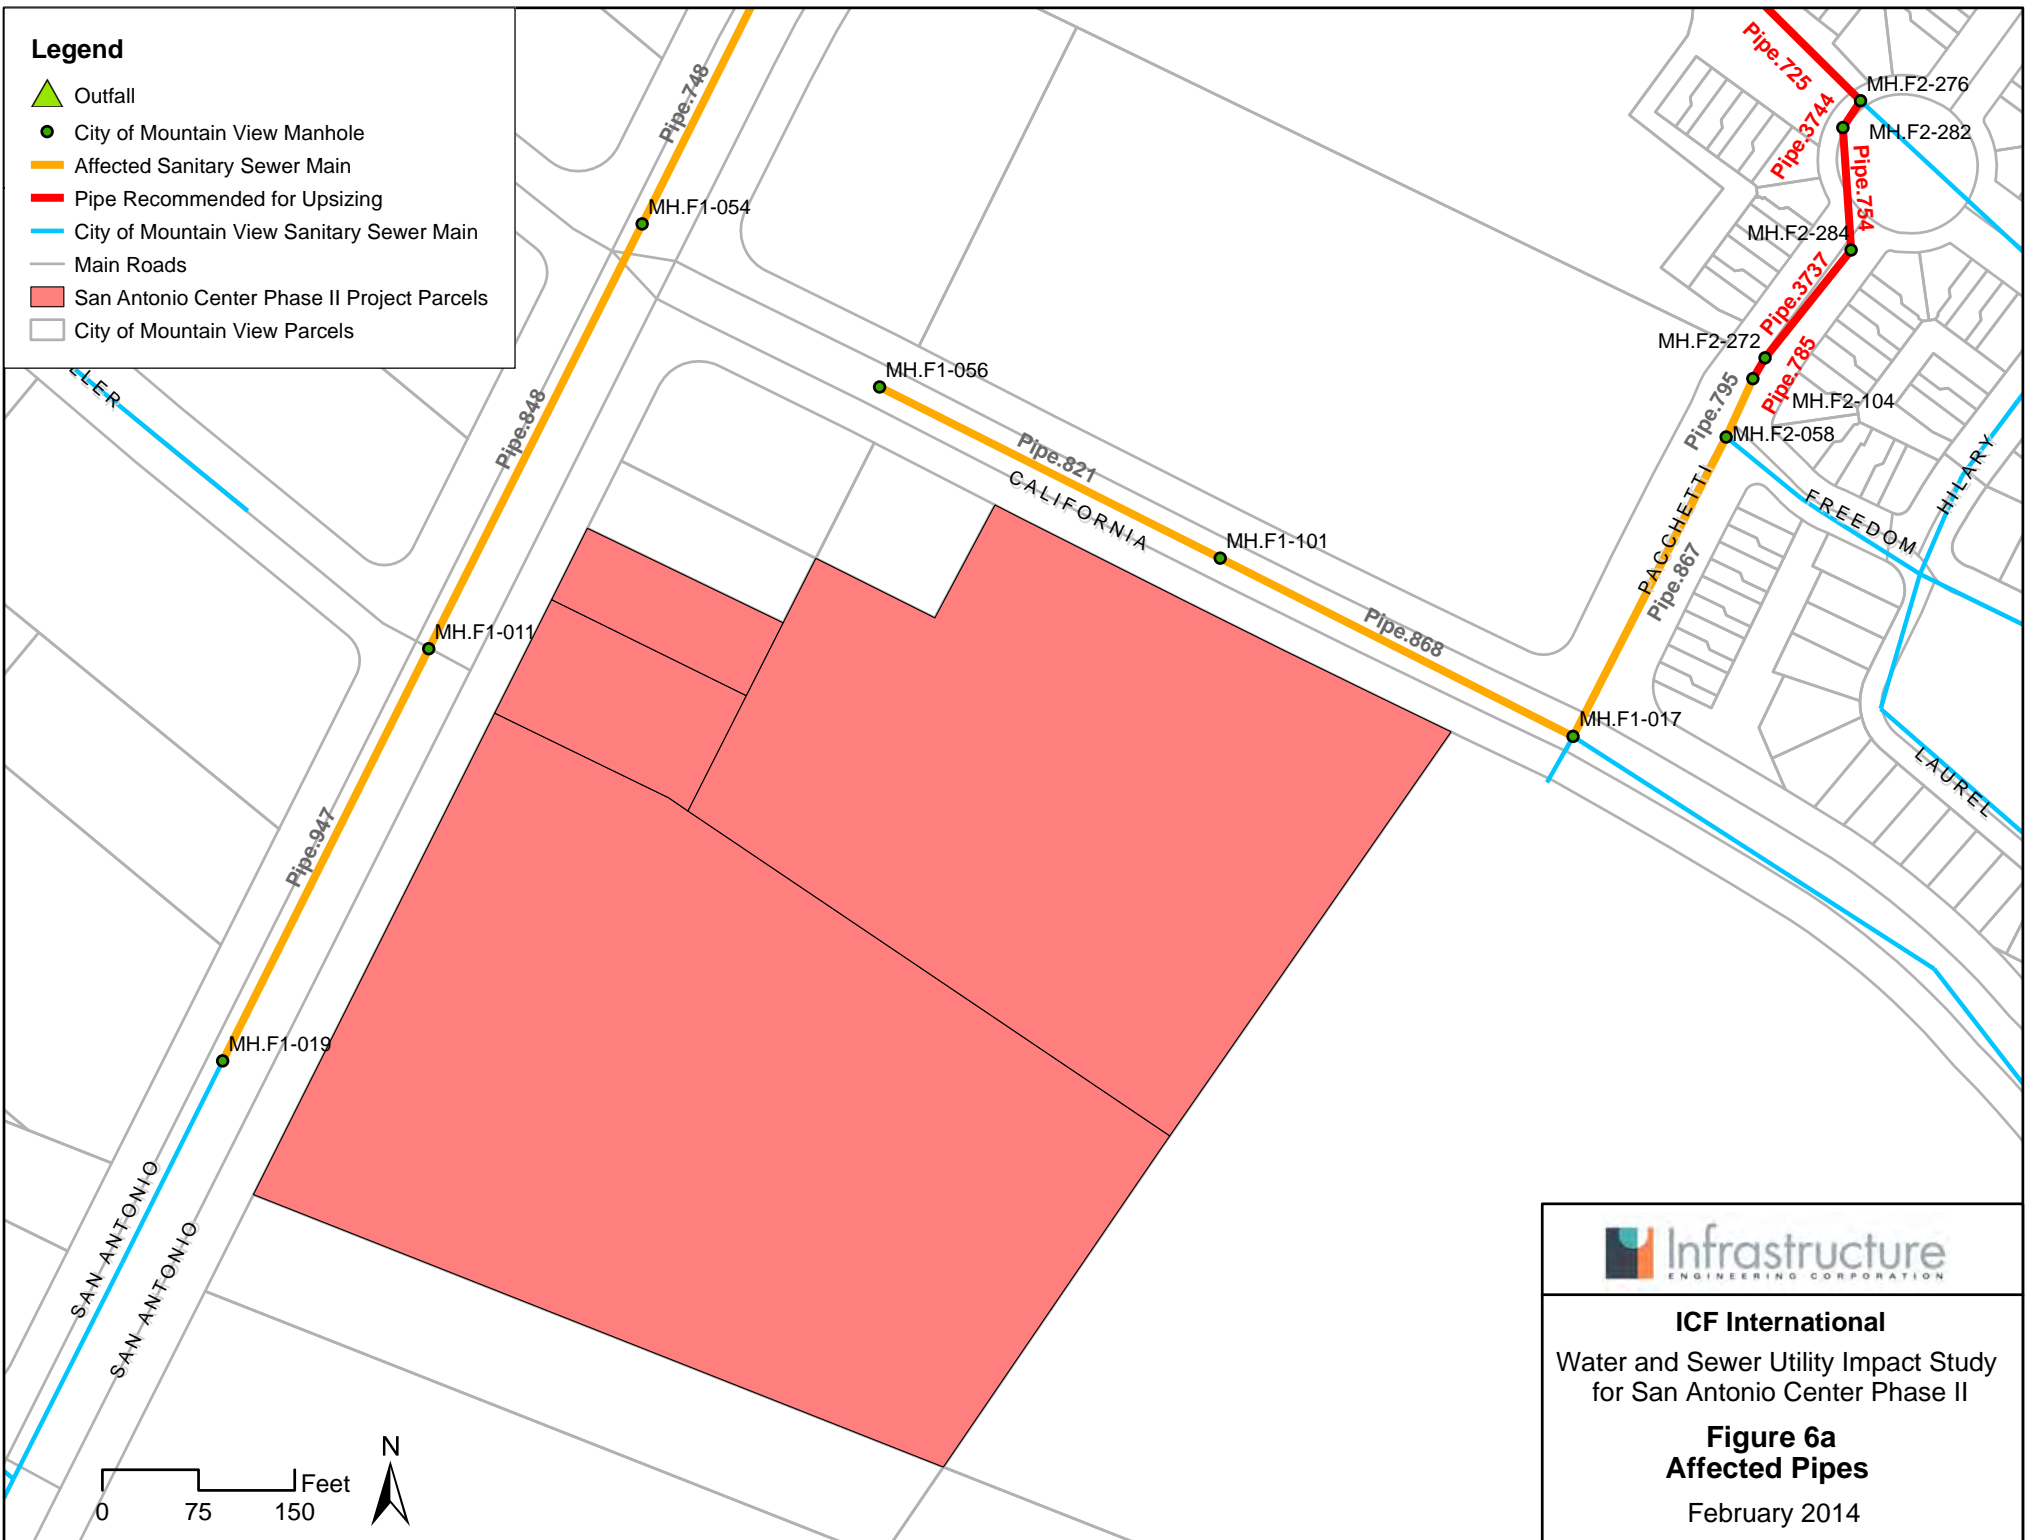 Legend
Outfall
City of Mountain View Manhole
Affected Sanitary Sewer Main
Pipe Recommended for Upsizing
City of Mountain View Sanitary Sewer Main
Main Roads
San Antonio Center Phase II Project Parcels
City of Mountain View Parcels
Pipe.748
Pipe.725
MH.F2-276
Pipe.3744
MH.F2-282
Pipe.754
MH.F1-054
MH.F2-284
Pipe.3737
MH.F2-272
Pipe.785
MH.F1-056
LLER
Pipe.848
Pipe.795
MH.F2-104
MH.F2-058
Pipe.821
CALIFORNIA
HILARY
PACCHETTI
FREEDOM
MH.F1-101
Pipe.867
Pipe.868
MH.F1-011
MH.F1-017
LAUREL
Pipe.947
MH.F1-019
SAN ANTONIO
SAN ANTONIO
N
Feet
0 75 150
Infrastructure
ENGINEERING CORPORATION
ICF International
Water and Sewer Utility Impact Study
for San Antonio Center Phase II
Figure 6a
Affected Pipes
February 2014